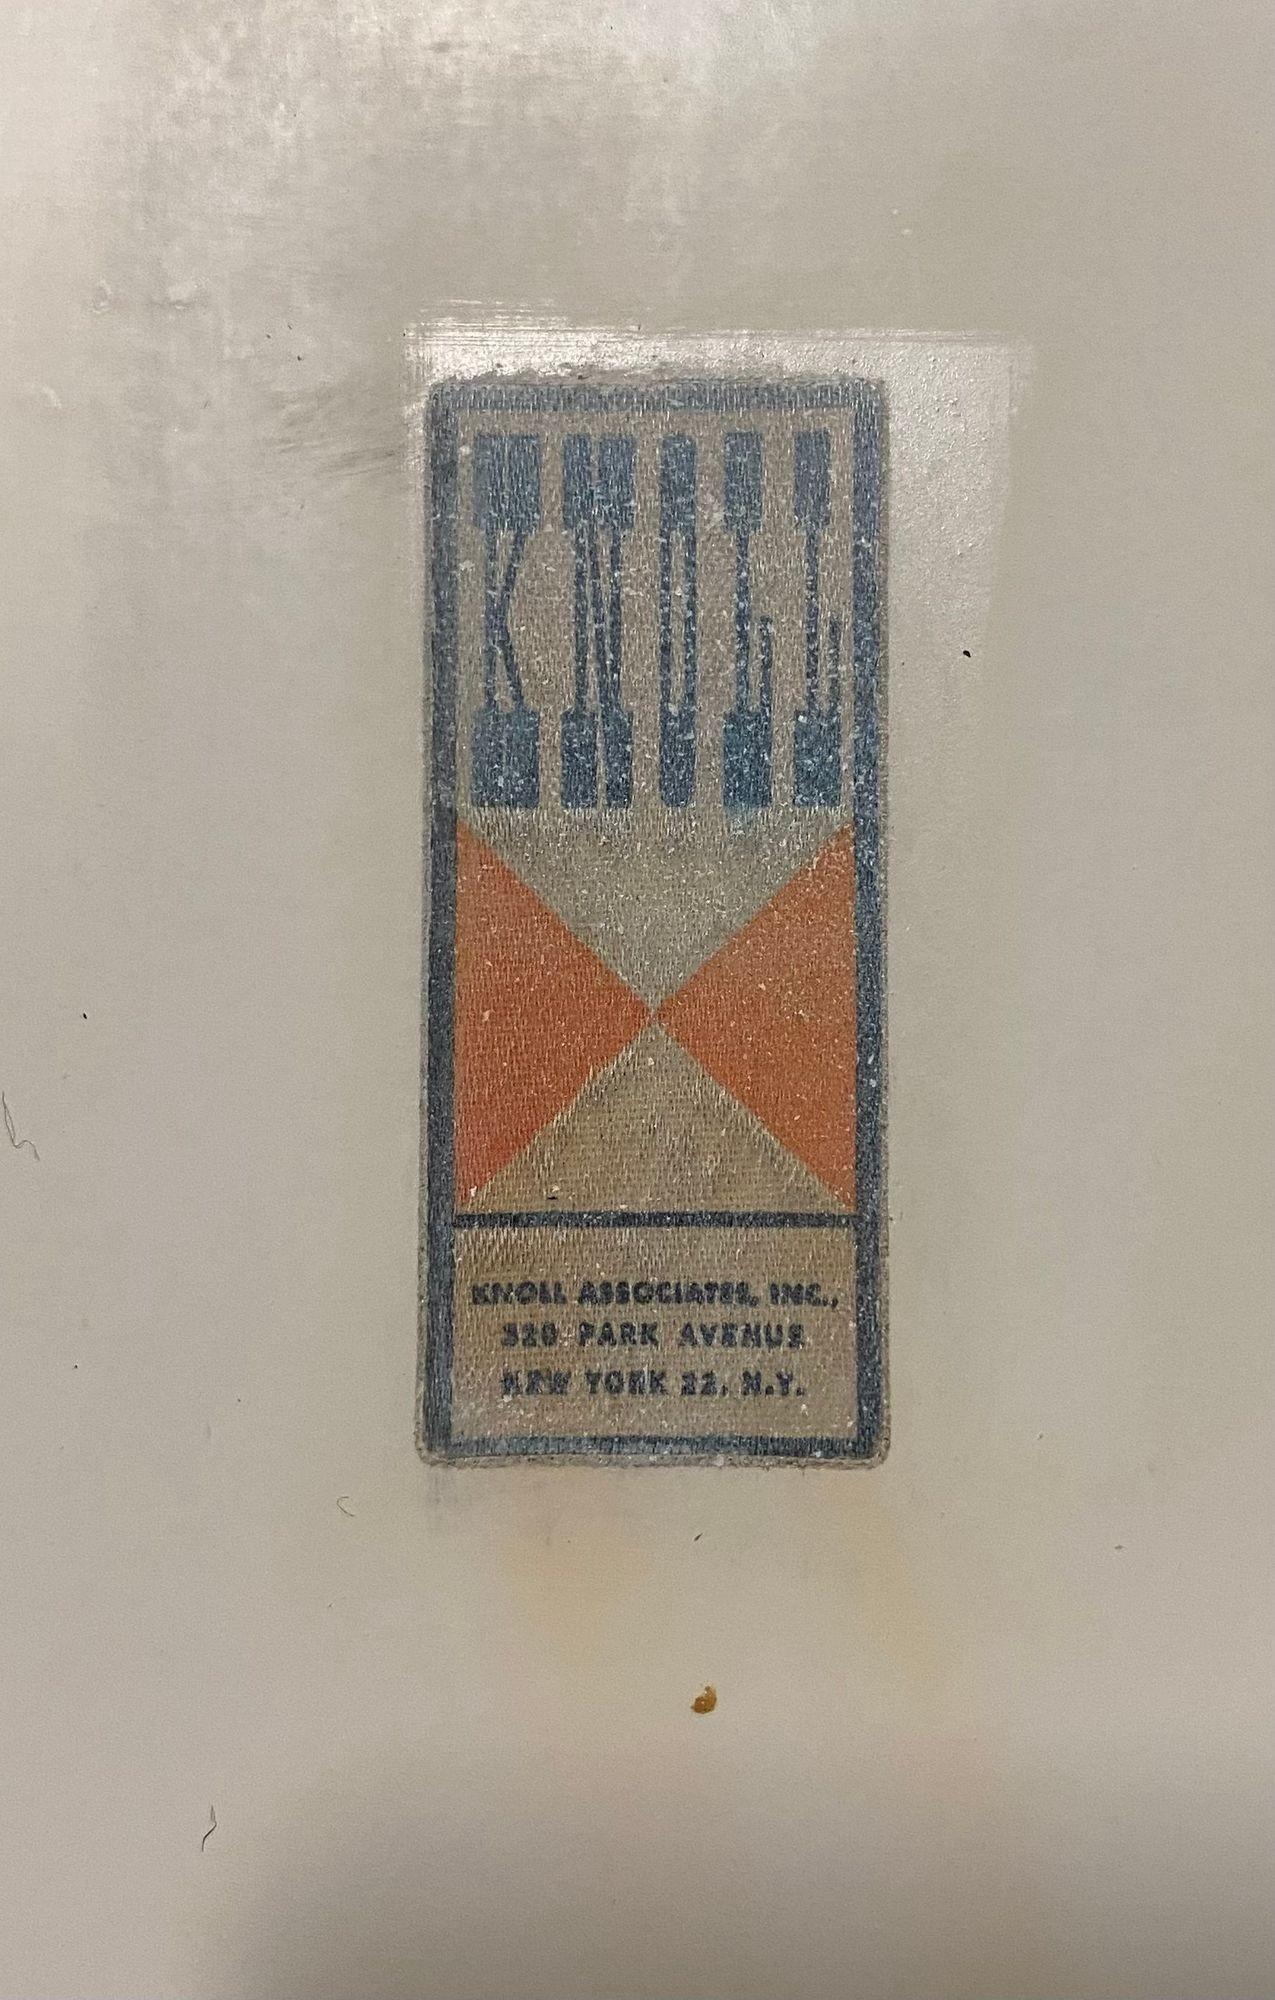 KNOLL
KNOLL ASSOCIATES, INC.,
320 PARK AVENUE
NEW YORK 22, N.Y.